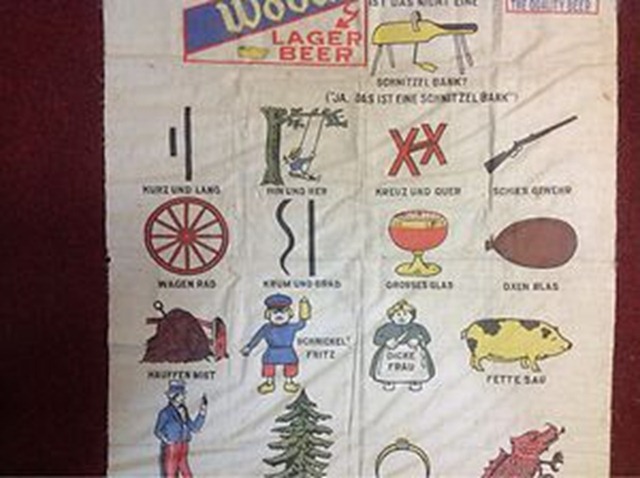 IST DAS NICHT EINE
THE QUALITY BEER
LAGER
BEER
SCHNITZEL BANK?
("JA, DAS IST EINE SCHNITZEL BANK")
KURZ UND LANG
HIN UND HER
KREUZ UND QUER
SCHIES GEWEHR
WAGEN RAD
KRUM UND GRAD
GROSSES GLAS
OXEN BLAS
HAUFFEN MIST
SCHNICKEL
FRITZ
DICKE
FRAU
FETTE SAU